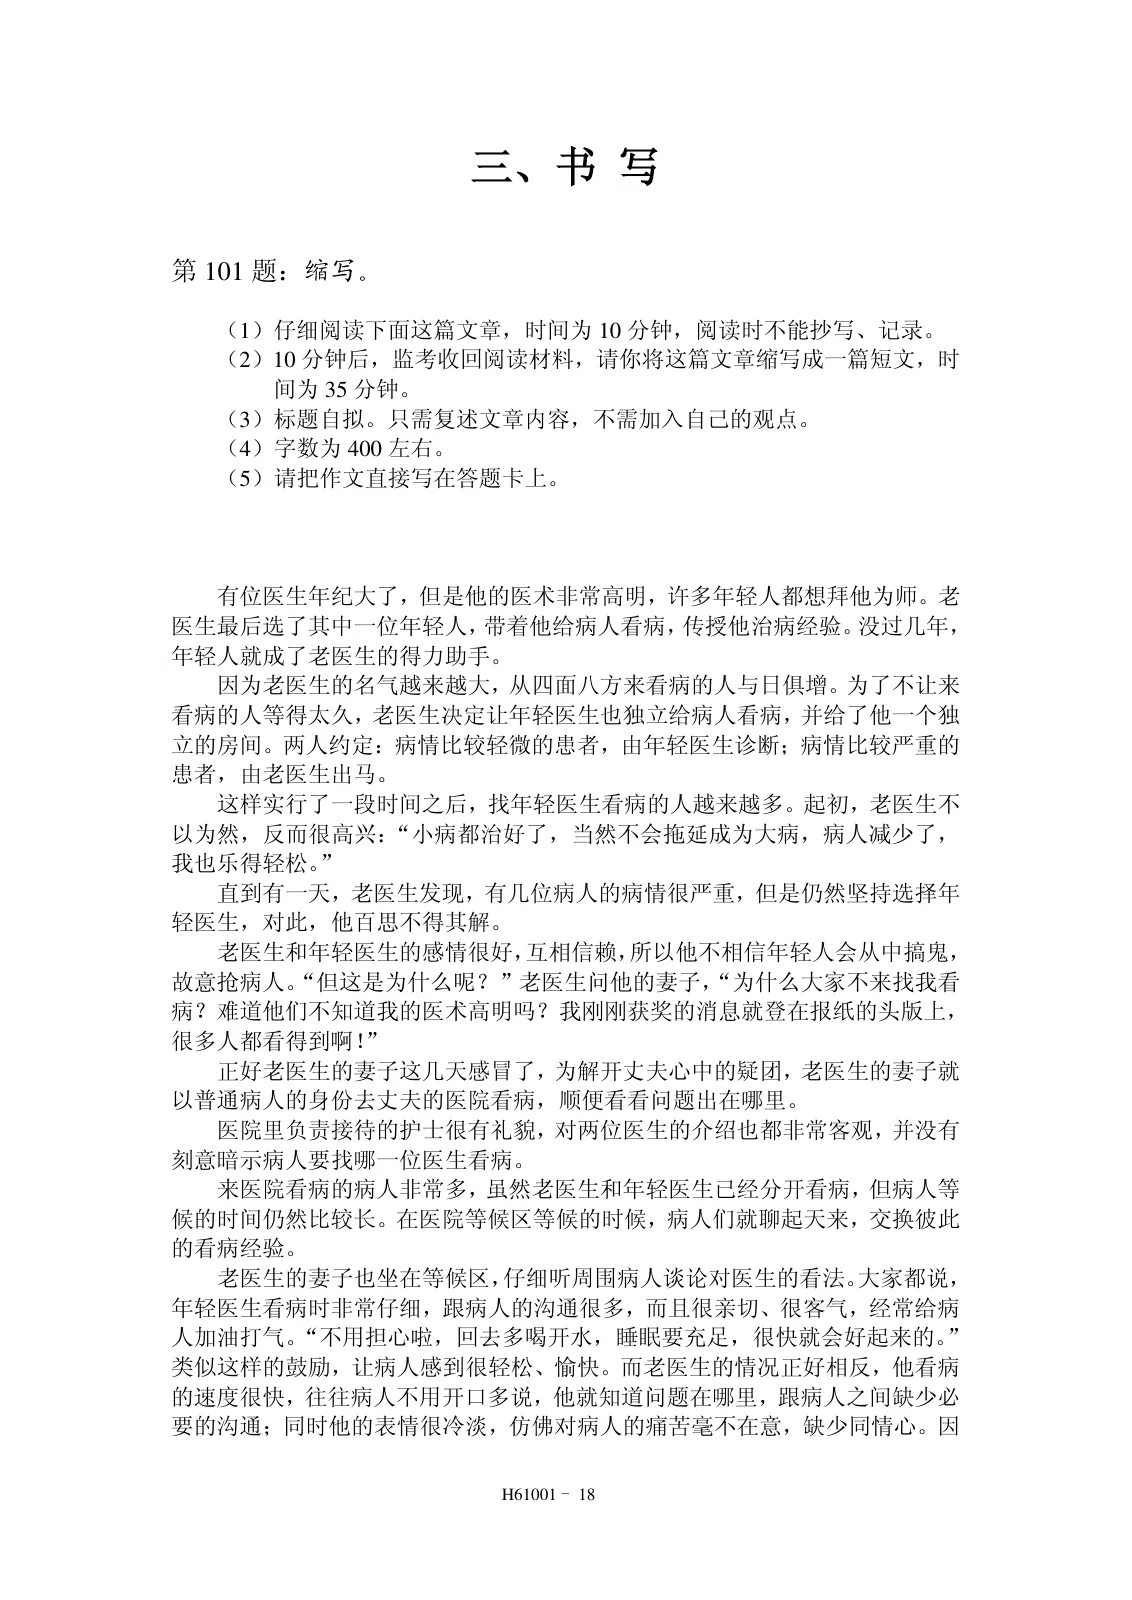 三、书 写
第 101 题：缩写。
（1）仔细阅读下面这篇文章，时间为 10 分钟，阅读时不能抄写、记录。
（2）10 分钟后，监考收回阅读材料，请你将这篇文章缩写成一篇短文，时
间为 35 分钟。
（3）标题自拟。只需复述文章内容，不需加入自己的观点。
（4）字数为 400 左右。
（5）请把作文直接写在答题卡上。
有位医生年纪大了，但是他的医术非常高明，许多年轻人都想拜他为师。老
医生最后选了其中一位年轻人，带着他给病人看病，传授他治病经验。没过几年，
年轻人就成了老医生的得力助手。
因为老医生的名气越来越大，从四面八方来看病的人与日俱增。为了不让来
看病的人等得太久，老医生决定让年轻医生也独立给病人看病，并给了他一个独
立的房间。两人约定：病情比较轻微的患者，由年轻医生诊断；病情比较严重的
患者，由老医生出马。
这样实行了一段时间之后，找年轻医生看病的人越来越多。起初，老医生不
以为然，反而很高兴：“小病都治好了，当然不会拖延成为大病，病人减少了，
我也乐得轻松。”
直到有一天，老医生发现，有几位病人的病情很严重，但是仍然坚持选择年
轻医生，对此，他百思不得其解。
老医生和年轻医生的感情很好，互相信赖，所以他不相信年轻人会从中搞鬼，
故意抢病人。“但这是为什么呢？”老医生问他的妻子，“为什么大家不来找我看
病？难道他们不知道我的医术高明吗？我刚刚获奖的消息就登在报纸的头版上，
很多人都看得到啊！”
正好老医生的妻子这几天感冒了，为解开丈夫心中的疑团，老医生的妻子就
以普通病人的身份去丈夫的医院看病，顺便看看问题出在哪里。
医院里负责接待的护士很有礼貌，对两位医生的介绍也都非常客观，并没有
刻意暗示病人要找哪一位医生看病。
来医院看病的病人非常多，虽然老医生和年轻医生已经分开看病，但病人等
候的时间仍然比较长。在医院等候区等候的时候，病人们就聊起天来，交换彼此
的看病经验。
老医生的妻子也坐在等候区，仔细听周围病人谈论对医生的看法。大家都说，
年轻医生看病时非常仔细，跟病人的沟通很多，而且很亲切、很客气，经常给病
人加油打气。“不用担心啦，回去多喝开水，睡眠要充足，很快就会好起来的。”
类似这样的鼓励，让病人感到很轻松、愉快。而老医生的情况正好相反，他看病
的速度很快，往往病人不用开口多说，他就知道问题在哪里，跟病人之间缺少必
要的沟通；同时他的表情很冷淡，仿佛对病人的痛苦毫不在意，缺少同情心。因
H61001－ 18